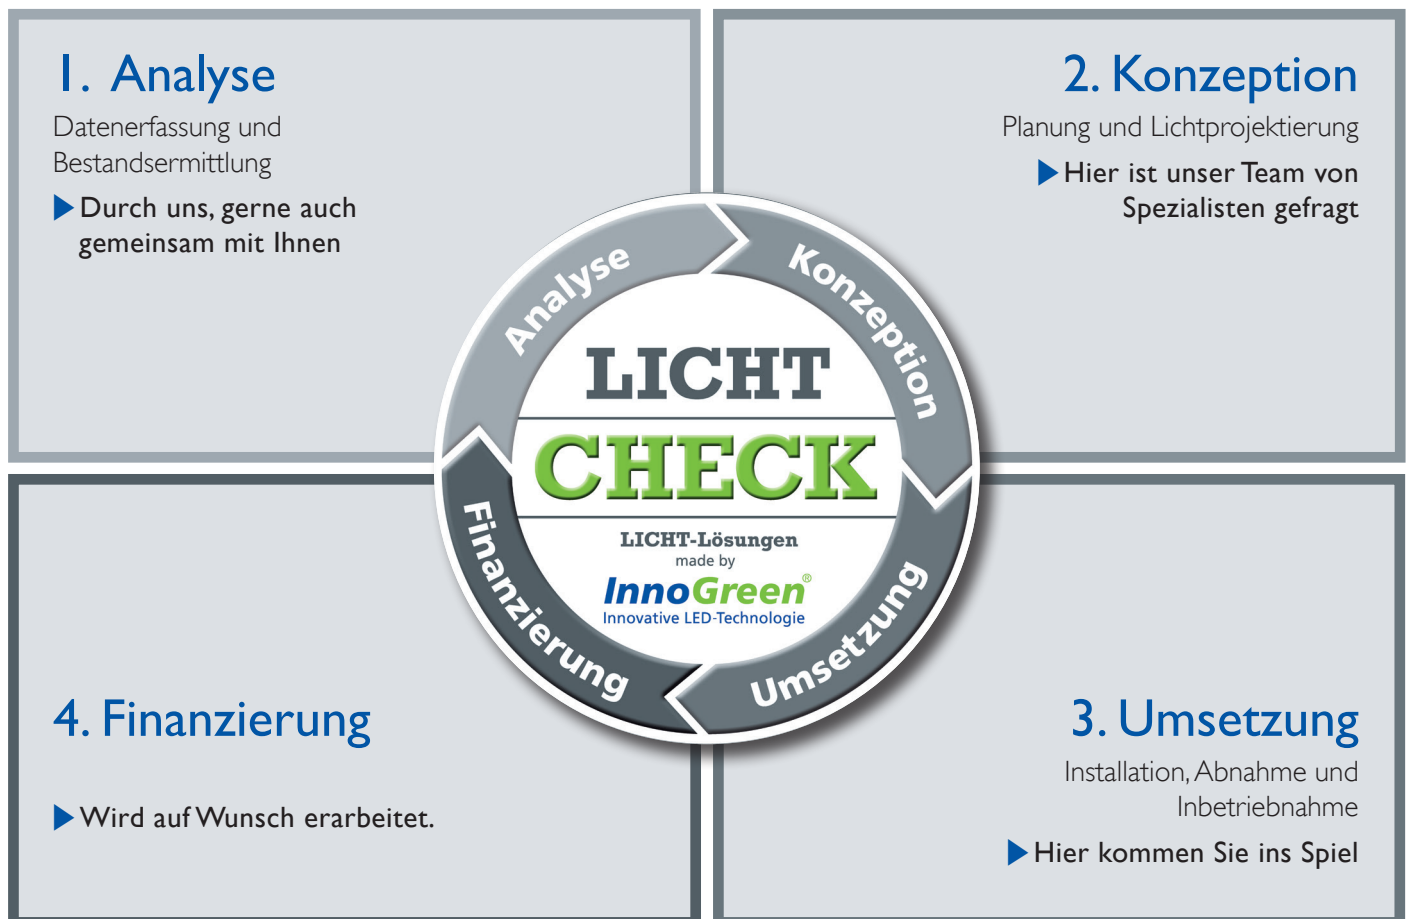 1. Analyse
Datenerfassung und
Bestandsermittlung
Durch uns, gerne auch
gemeinsam mit Ihnen
2. Konzeption
Planung und Lichtprojektierung
Hier ist unser Team von
Spezialisten gefragt
Analyse
Konzeption
LICHT
CHECK
LICHT-Lösungen
made by
InnoGreen®
Innovative LED-Technologie
Finanzierung
Umsetzung
4. Finanzierung
Wird auf Wunsch erarbeitet.
3. Umsetzung
Installation, Abnahme und
Inbetriebnahme
Hier kommen Sie ins Spiel